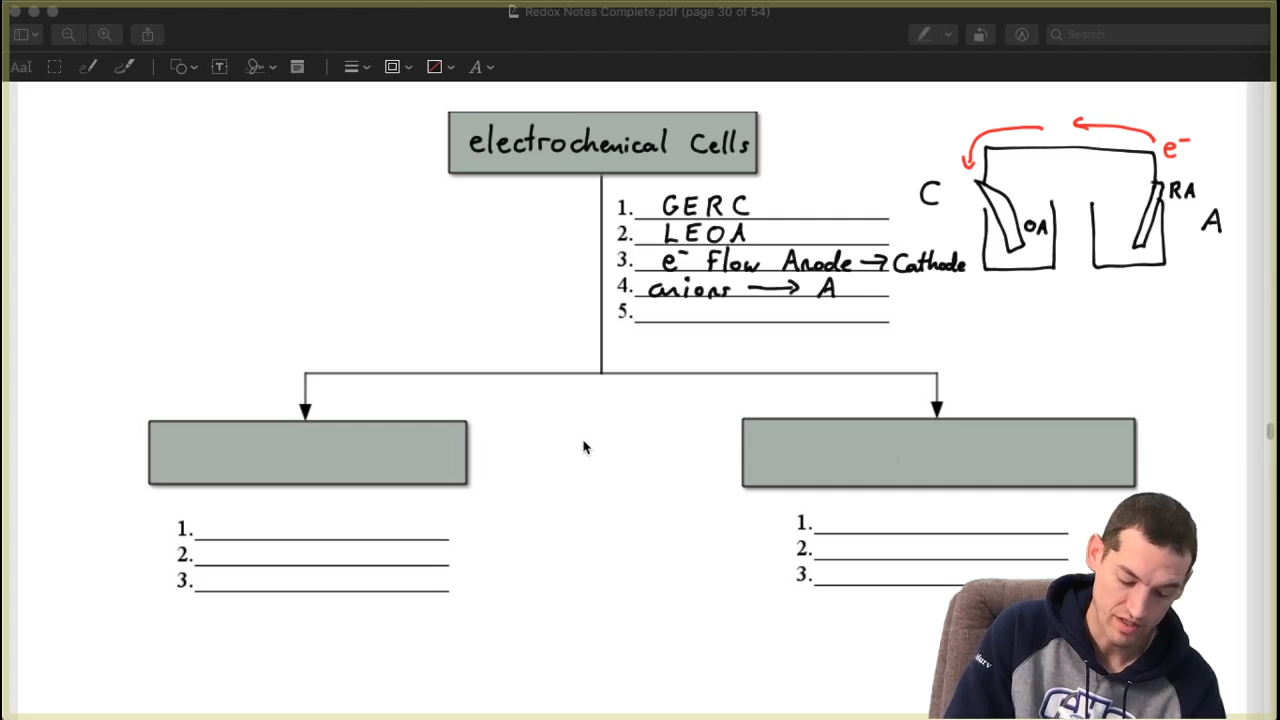 Redox Notes Complete.pdf (page 30 of 54)
Search
electrochemical Cells
1. GERC
2. LEOA
3. e⁻ flow Anode → Cathode
4. anions → A
5.
e⁻
C
OA
RA
A
1.
2.
3.
1.
2.
3.